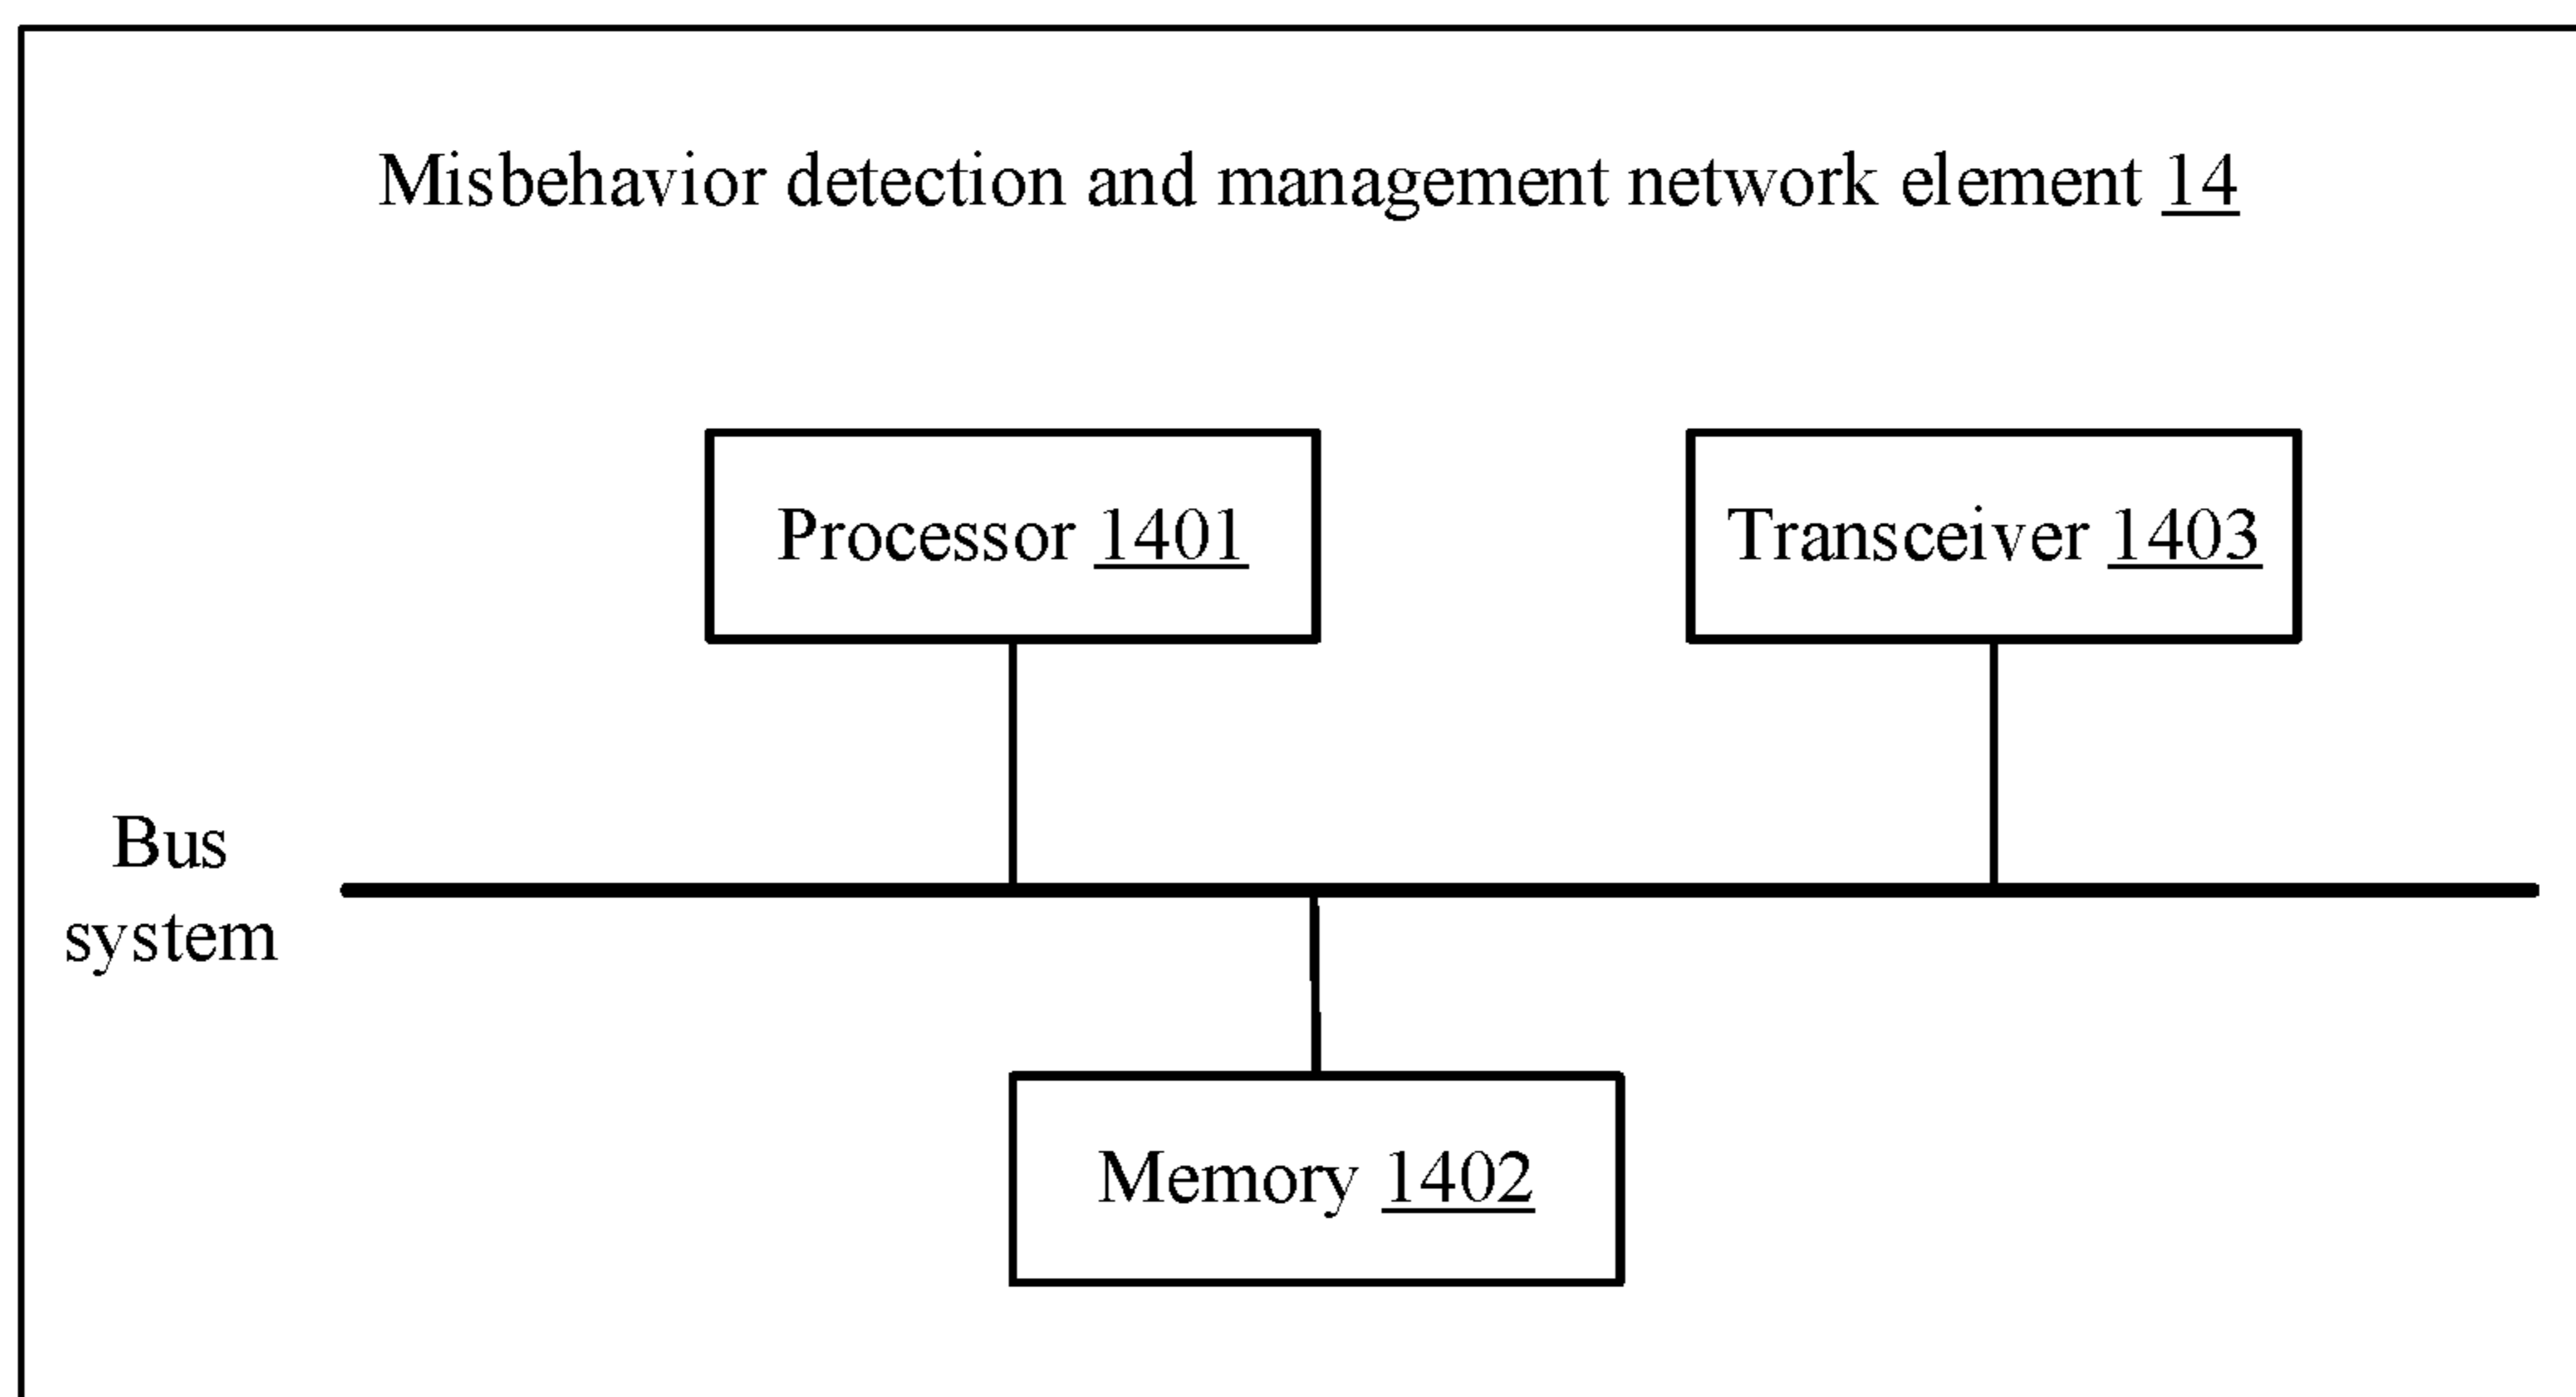 Misbehavior detection and management network element 14
Processor 1401
Transceiver 1403
Bus
system
Memory 1402